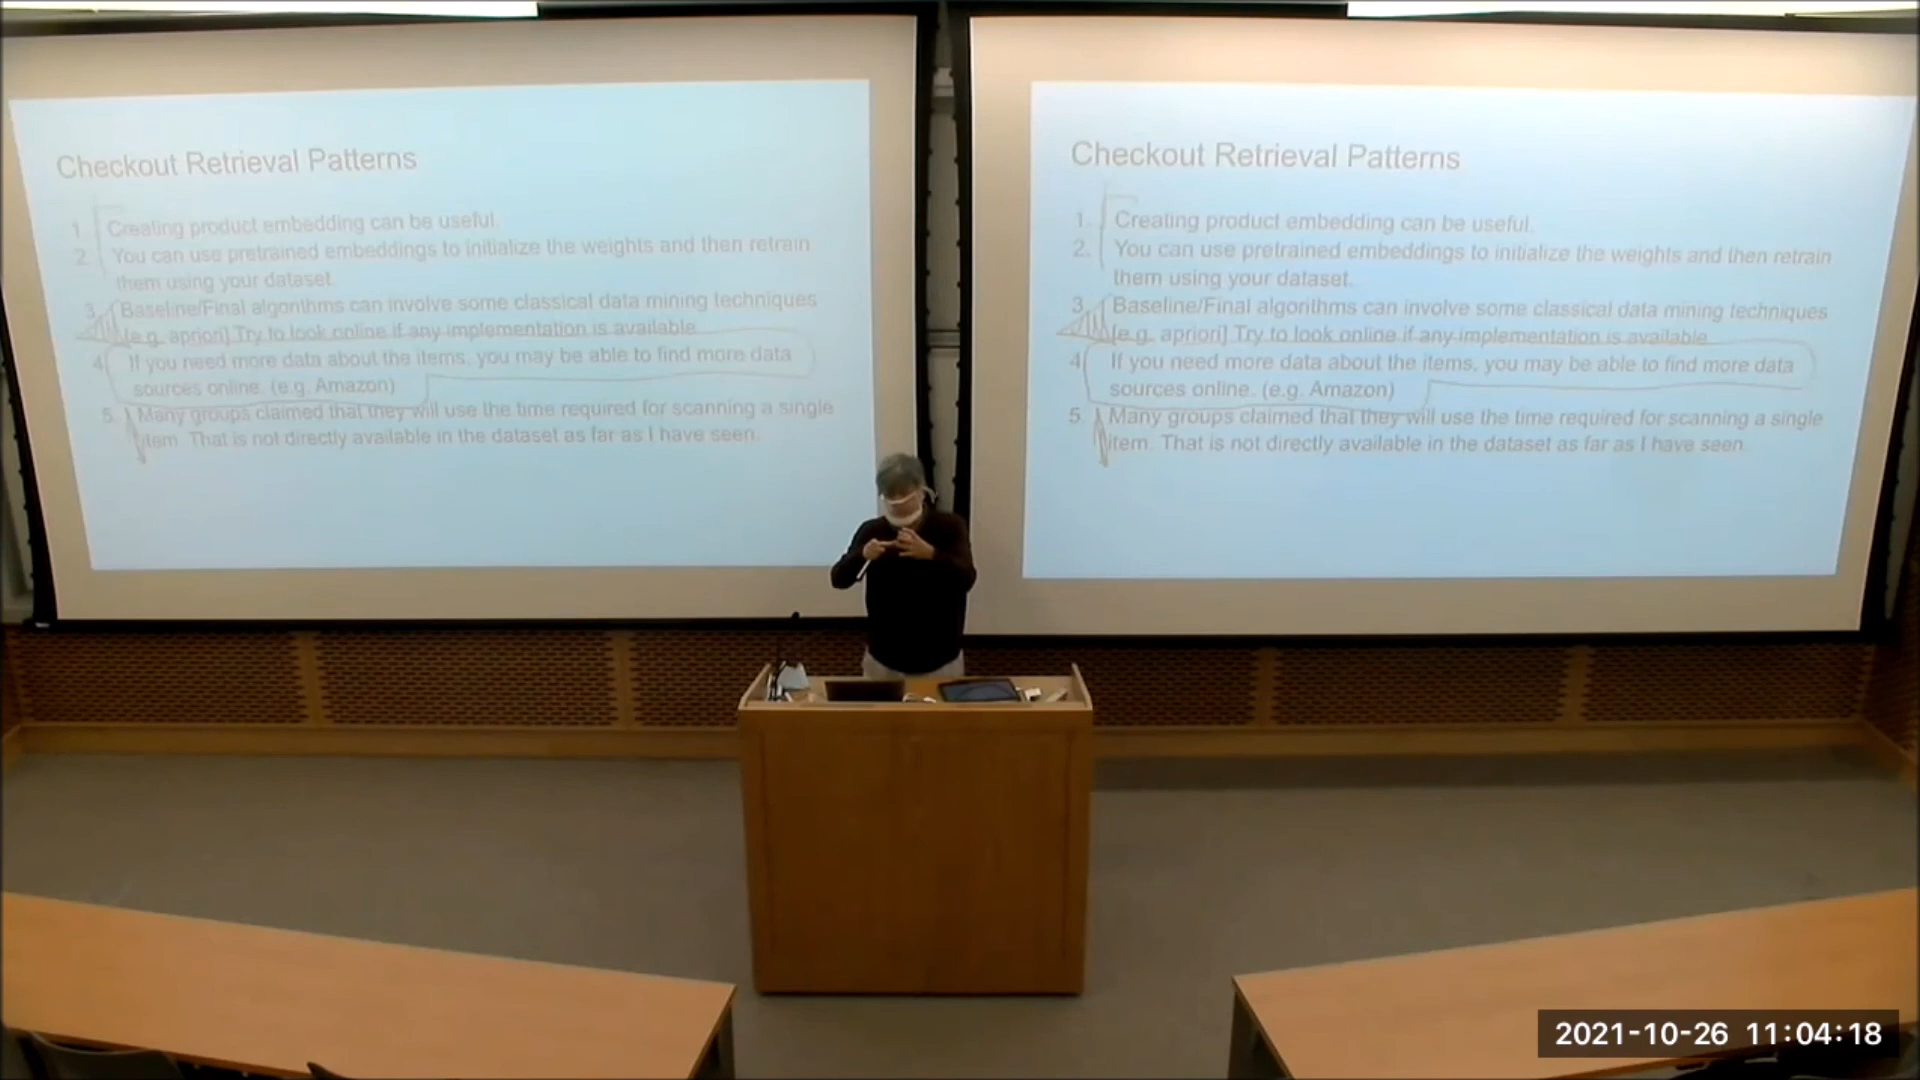 Checkout Retrieval Patterns
1. Creating product embedding can be useful.
2. You can use pretrained embeddings to initialize the weights and then retrain
them using your dataset.
3. Baseline/Final algorithms can involve some classical data mining techniques
[e.g. apriori] Try to look online if any implementation is available
4 If you need more data about the items, you may be able to find more data
sources online. (e.g. Amazon)
5. Many groups claimed that they will use the time required for scanning a single
item. That is not directly available in the dataset as far as I have seen.
Checkout Retrieval Patterns
1. Creating product embedding can be useful.
2. You can use pretrained embeddings to initialize the weights and then retrain
them using your dataset.
3. Baseline/Final algorithms can involve some classical data mining techniques
[e.g. apriori] Try to look online if any implementation is available
4 If you need more data about the items, you may be able to find more data
sources online. (e.g. Amazon)
5. Many groups claimed that they will use the time required for scanning a single
item. That is not directly available in the dataset as far as I have seen.
2021-10-26 11:04:18